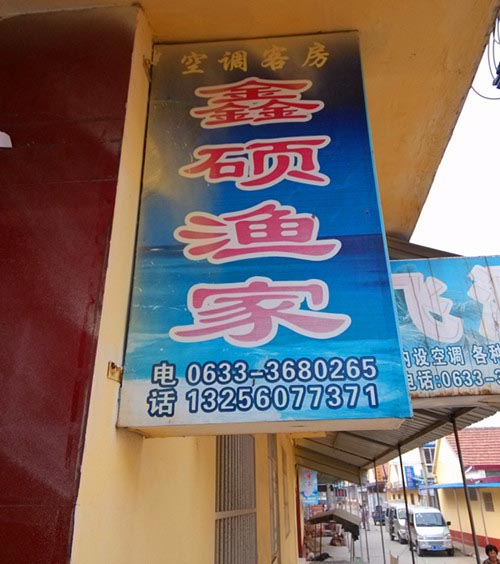 空调客房
鑫硕渔家
电 0633-3680265
话 13256077371
飞
内设空调 各种
电话:0633-3